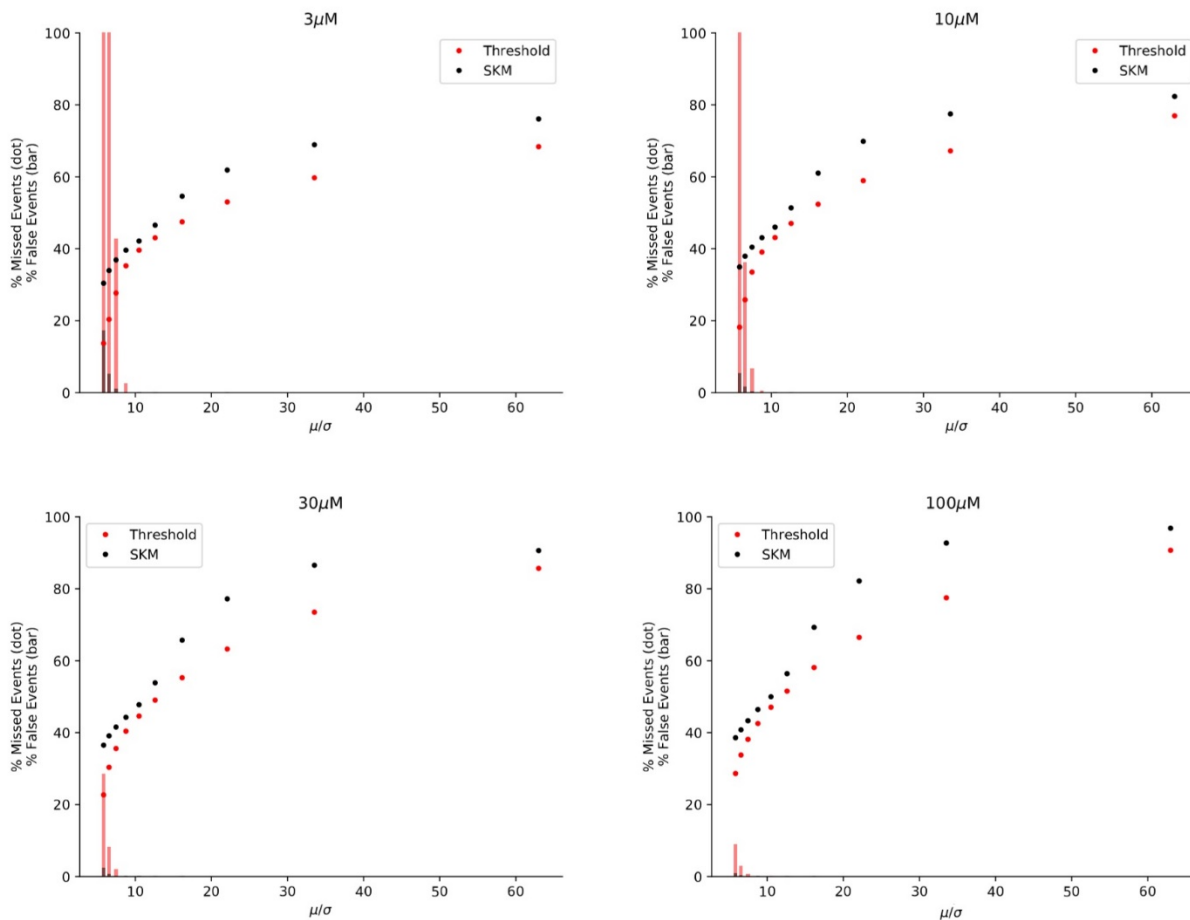 3μM
100
80
60
40
20
0
% Missed Events (dot)
% False Events (bar)
Threshold
SKM
10
20
30
40
50
60
μ/σ
10μM
100
80
60
40
20
0
% Missed Events (dot)
% False Events (bar)
Threshold
SKM
10
20
30
40
50
60
μ/σ
30μM
100
80
60
40
20
0
% Missed Events (dot)
% False Events (bar)
Threshold
SKM
10
20
30
40
50
60
μ/σ
100μM
100
80
60
40
20
0
% Missed Events (dot)
% False Events (bar)
Threshold
SKM
10
20
30
40
50
60
μ/σ